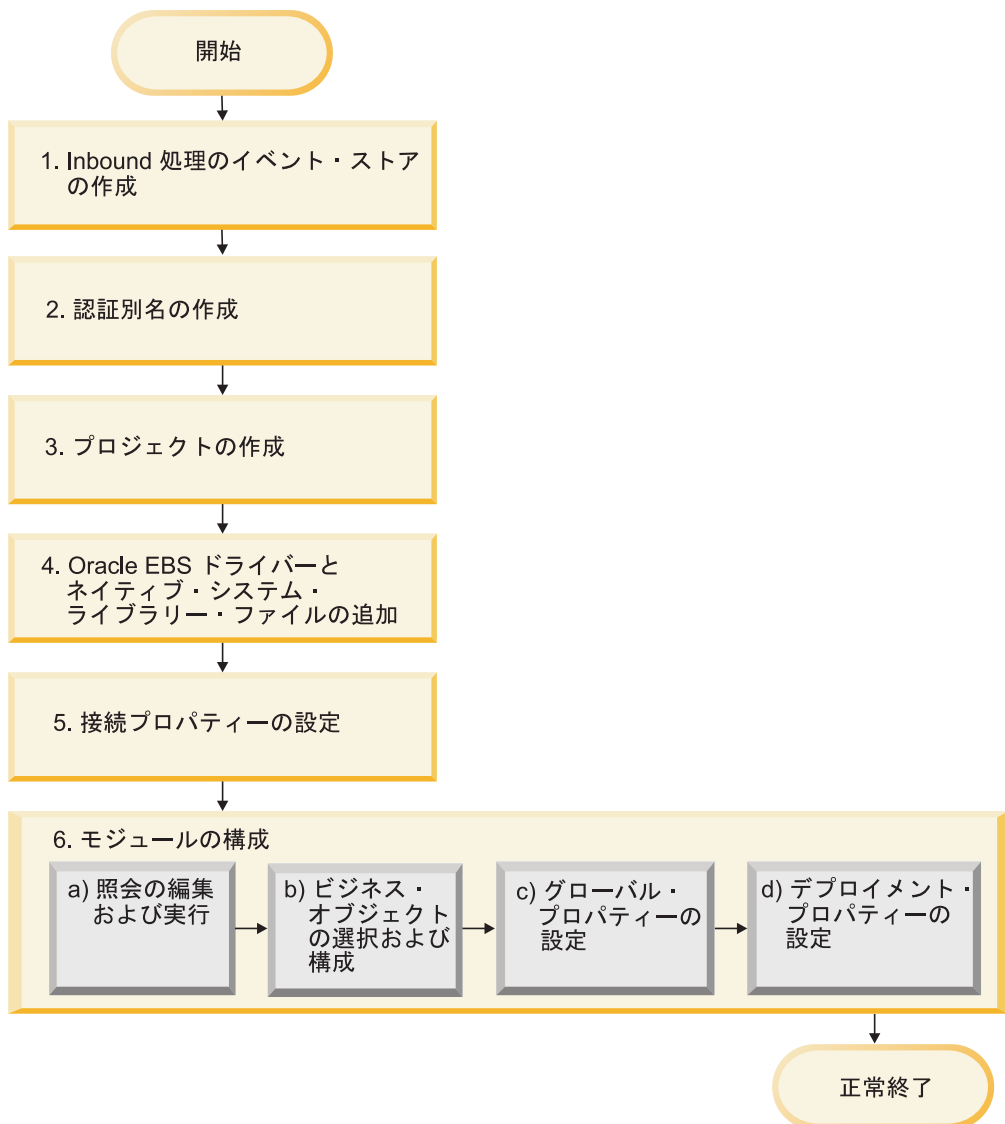 開始
1. Inbound 処理のイベント・ストア
の作成
2. 認証別名の作成
3. プロジェクトの作成
4. Oracle EBS ドライバーと
ネイティブ・システム・
ライブラリー・ファイルの追加
5. 接続プロパティーの設定
6. モジュールの構成
a) 照会の編集
および実行
b) ビジネス・
オブジェクト
の選択および
構成
c) グローバル・
プロパティーの
設定
d) デプロイメント・
プロパティーの
設定
正常終了